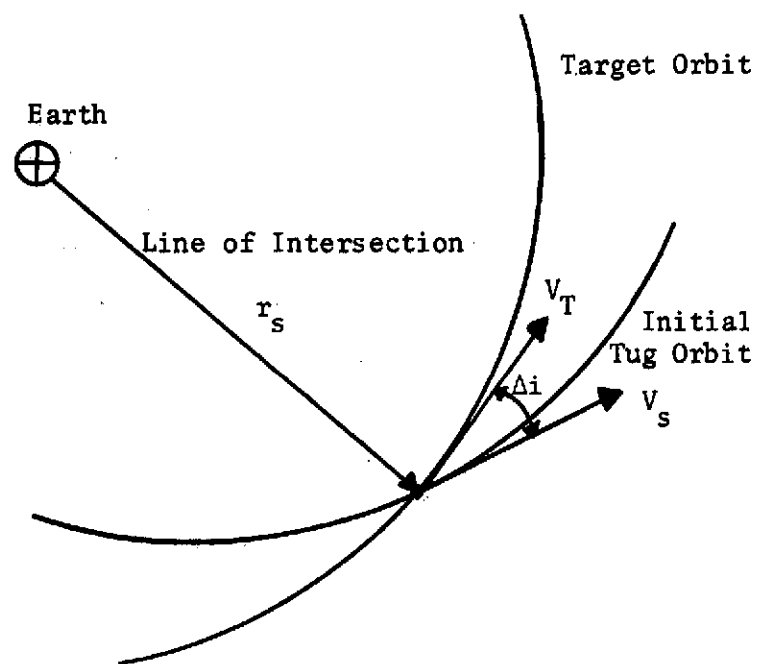 Target Orbit
Earth
Line of Intersection
r_s
V_T
Initial
Tug Orbit
Δi
V_s